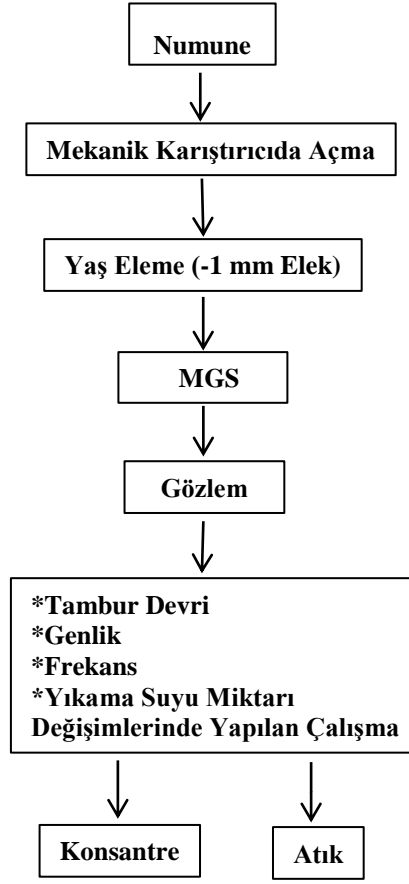 Numune
Mekanik Karıştırıcıda Açma
Yaş Eleme (-1 mm Elek)
MGS
Gözlem
*Tambur Devri
*Genlik
*Frekans
*Yıkama Suyu Miktarı
Değişimlerinde Yapılan Çalışma
Konsantre
Atık